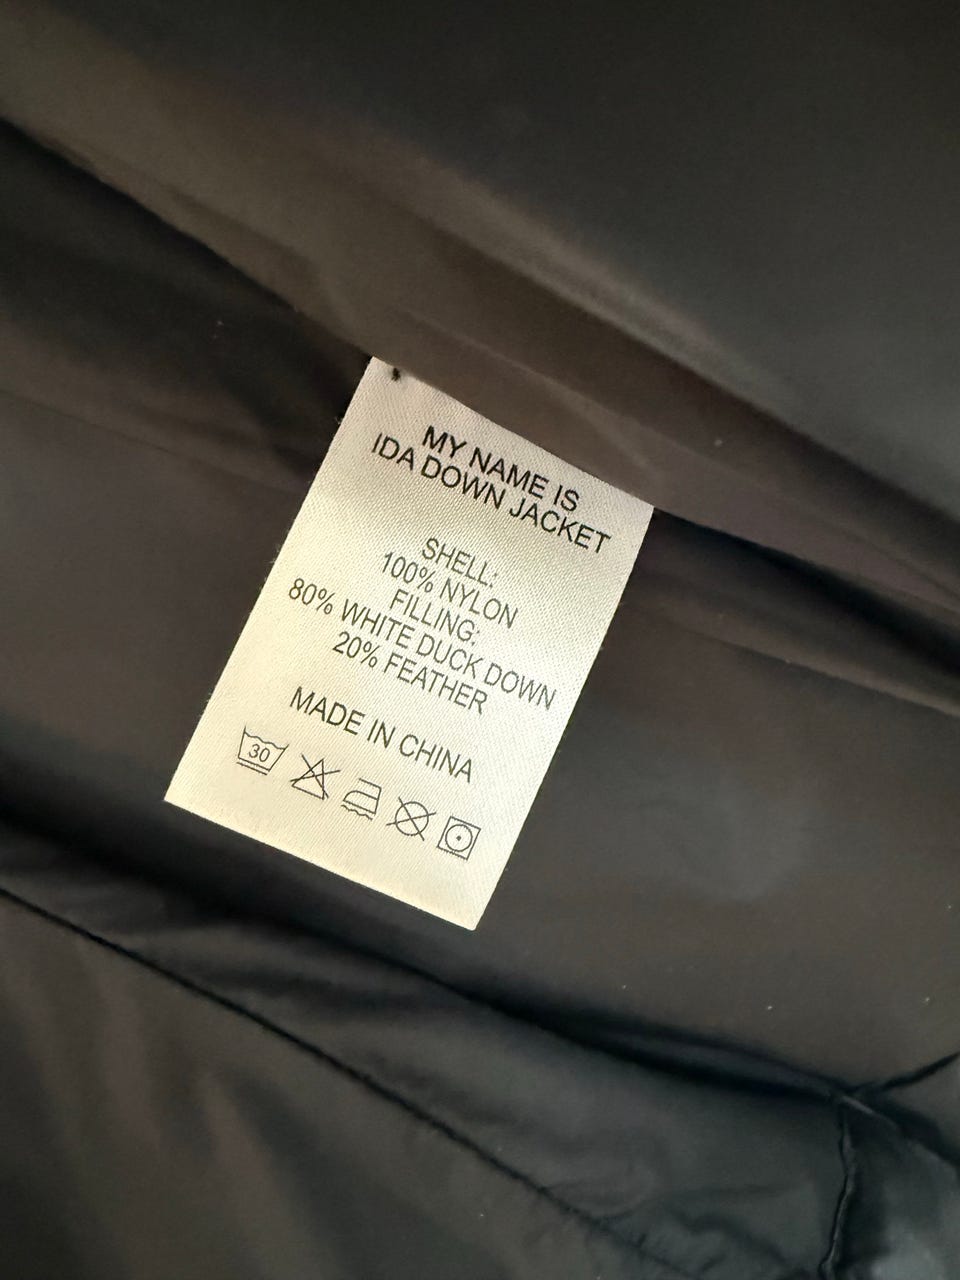 MY NAME IS
IDA DOWN JACKET
SHELL:
100% NYLON
FILLING:
80% WHITE DUCK DOWN
20% FEATHER
MADE IN CHINA
30